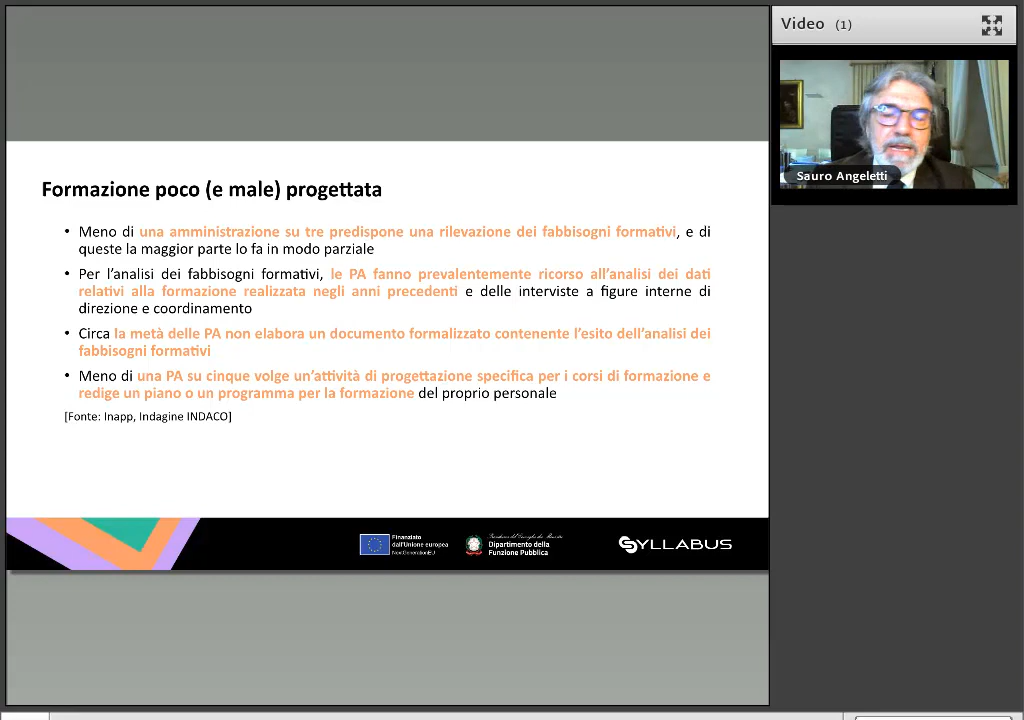 Video (1)
Sauro Angeletti
Formazione poco (e male) progettata
• Meno di una amministrazione su tre predispone una rilevazione dei fabbisogni formativi, e di
queste la maggior parte lo fa in modo parziale
• Per l'analisi dei fabbisogni formativi, le PA fanno prevalentemente ricorso all'analisi dei dati
relativi alla formazione realizzata negli anni precedenti e delle interviste a figure interne di
direzione e coordinamento
• Circa la metà delle PA non elabora un documento formalizzato contenente l'esito dell'analisi dei
fabbisogni formativi
• Meno di una PA su cinque volge un'attività di progettazione specifica per i corsi di formazione e
redige un piano o un programma per la formazione del proprio personale
[Fonte: Inapp, Indagine INDACO]
Finanziato
dall'Unione europea
NextGenerationEU
Presidenza del Consiglio dei Ministri
Dipartimento della
Funzione Pubblica
SYLLABUS